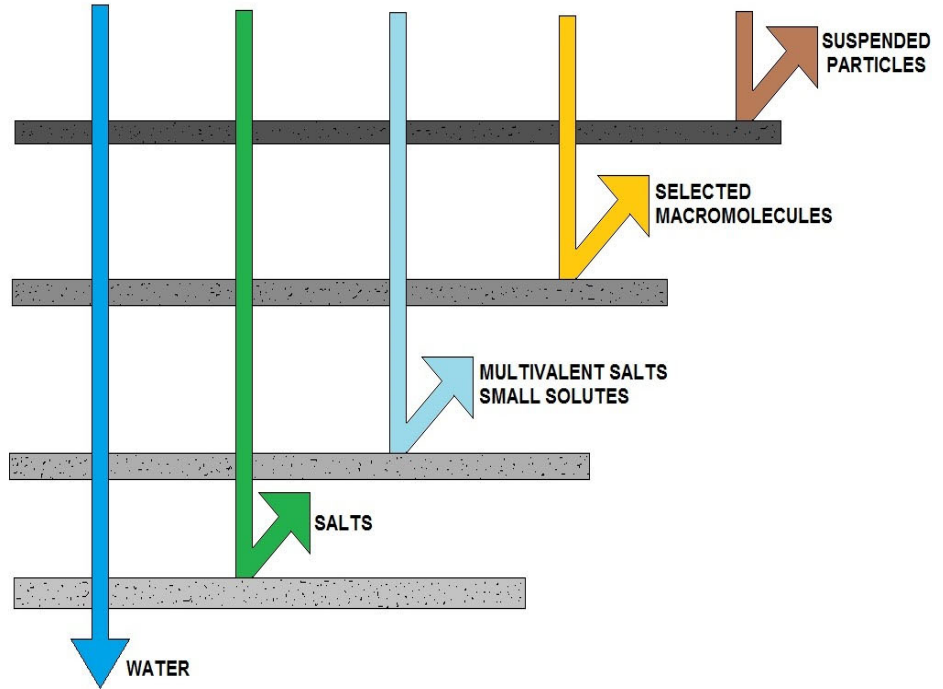 SUSPENDED
PARTICLES
SELECTED
MACROMOLECULES
MULTIVALENT SALTS
SMALL SOLUTES
SALTS
WATER